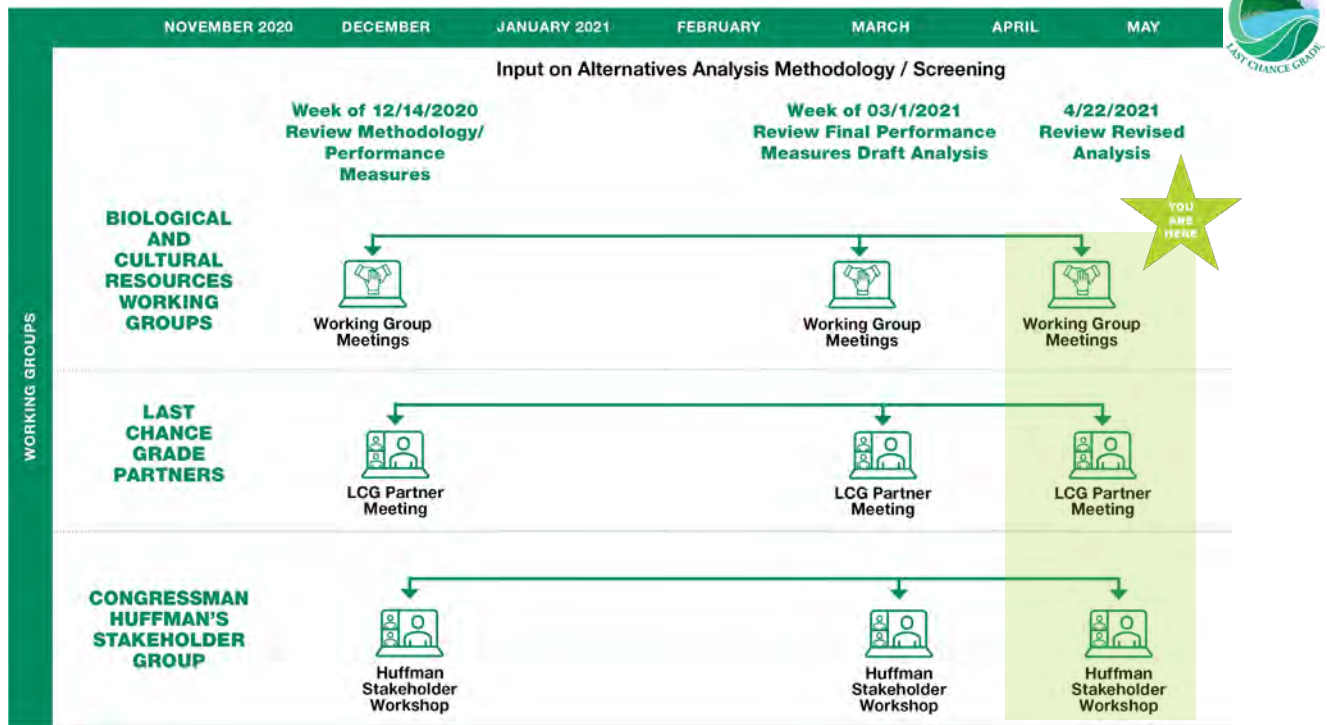 NOVEMBER 2020 DECEMBER JANUARY 2021 FEBRUARY MARCH APRIL MAY
LAST CHANCE GRADE
Input on Alternatives Analysis Methodology / Screening
Week of 12/14/2020
Review Methodology/
Performance
Measures
Week of 03/1/2021
Review Final Performance
Measures Draft Analysis
4/22/2021
Review Revised
Analysis
YOU
ARE
HERE
WORKING GROUPS
BIOLOGICAL
AND
CULTURAL
RESOURCES
WORKING
GROUPS
Working Group
Meetings
Working Group
Meetings
Working Group
Meetings
LAST
CHANCE
GRADE
PARTNERS
LCG Partner
Meeting
LCG Partner
Meeting
LCG Partner
Meeting
CONGRESSMAN
HUFFMAN'S
STAKEHOLDER
GROUP
Huffman
Stakeholder
Workshop
Huffman
Stakeholder
Workshop
Huffman
Stakeholder
Workshop